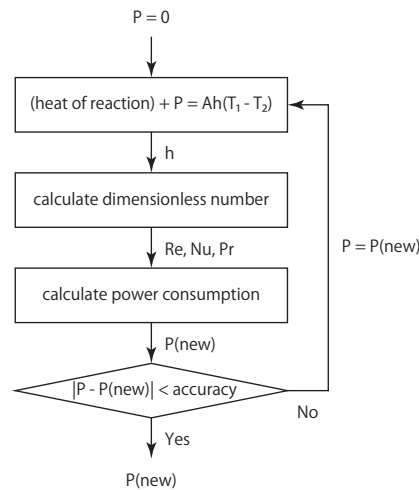 P = 0
(heat of reaction) + P = Ah(T₁ - T₂)
h
calculate dimensionless number
Re, Nu, Pr
P = P(new)
calculate power consumption
P(new)
|P - P(new)| < accuracy
No
Yes
P(new)